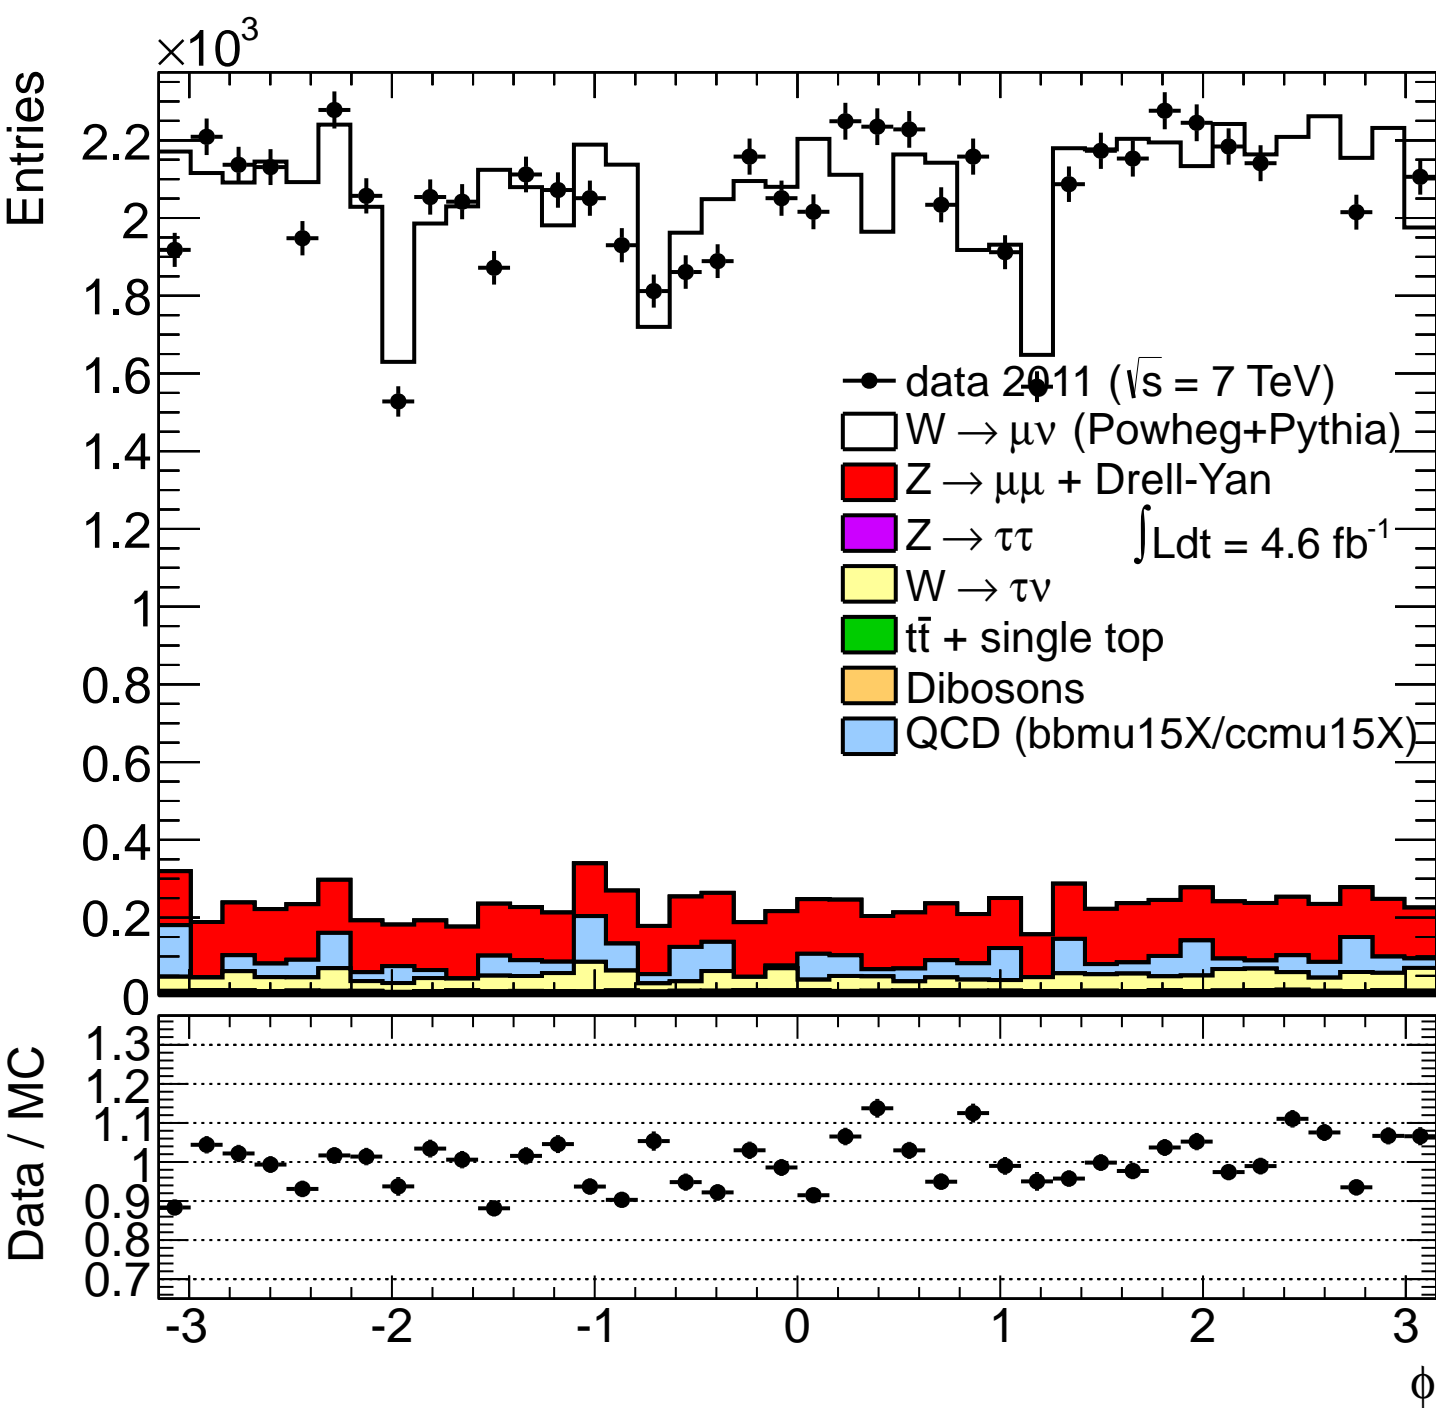 ×10³
Entries
2.2
2
1.8
1.6
1.4
1.2
1
0.8
0.6
0.4
0.2
0
data 2011 (√s = 7 TeV)
W → μν (Powheg+Pythia)
Z → μμ + Drell-Yan
Z → ττ
∫Ldt = 4.6 fb⁻¹
W → τν
tt̄ + single top
Dibosons
QCD (bbmu15X/ccmu15X)
Data / MC
1.3
1.2
1.1
1
0.9
0.8
0.7
-3 -2 -1 0 1 2 3
ϕ